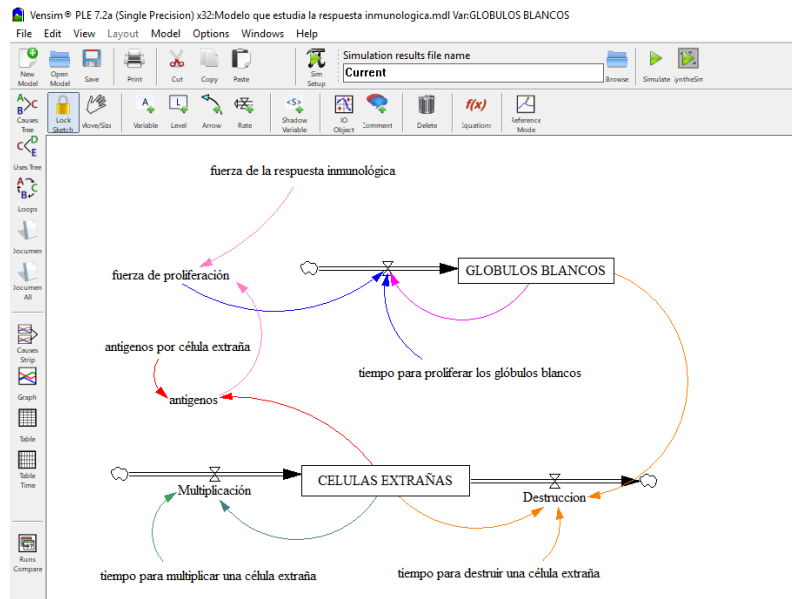 Vensim® PLE 7.2a (Single Precision) x32:Modelo que estudia la respuesta inmunologica.mdl Var:GLOBULOS BLANCOS
File Edit View Layout Model Options Windows Help
Simulation results file name
Current
New Model
Open Model
Save
Print
Cut
Copy
Paste
Sim Setup
Browse
Simulate
SyntheSim
Causes Tree
Lock Sketch
Move/Size
Variable
Level
Arrow
Rate
Shadow Variable
IO Object
Comment
Delete
Equations
Reference Mode
<S>
f(x)
Uses Tree
Loops
Documen
Documen All
Causes Strip
Graph
Table
Table Time
Runs Compare
fuerza de la respuesta inmunológica
fuerza de proliferación
GLOBULOS BLANCOS
antigenos por célula extraña
tiempo para proliferar los glóbulos blancos
antigenos
CELULAS EXTRAÑAS
Multiplicación
Destruccion
tiempo para multiplicar una célula extraña
tiempo para destruir una célula extraña